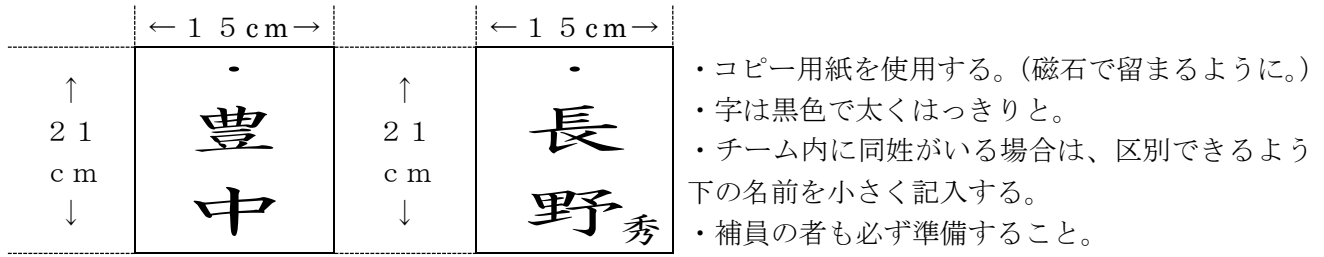 ←１５cm→ ←１５cm→
↑
２１
ｃｍ
↓
・
豊
中
↑
２１
ｃｍ
↓
・
長
野 秀
・コピー用紙を使用する。（磁石で留まるように。）
・字は黒色で太くはっきりと。
・チーム内に同姓がいる場合は、区別できるよう
下の名前を小さく記入する。
・補員の者も必ず準備すること。